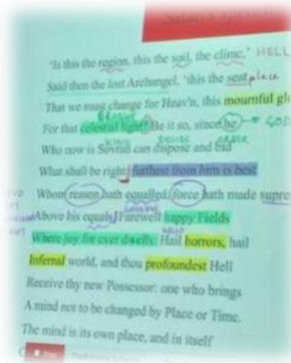 'Is this the region, this the soil, the clime,' HELL
Said then the lost Archangel, 'this the seat place
That we must change for Heav'n, this mournful
BRIGHT
For that celestial light? Be it so, since he → GOD
KING ORDER
Who now is Sovran can dispose and bid
What shall be right: furthest from him is best
Whom reason hath equalled, force hath made
Above his equals. Farewell happy Fields
HELLO
Where joy for ever dwells: Hail horrors, hail
Infernal world, and thou profoundest Hell
Receive thy new Possessor: one who brings
A mind not to be changed by Place or Time.
The mind is its own place, and in itself